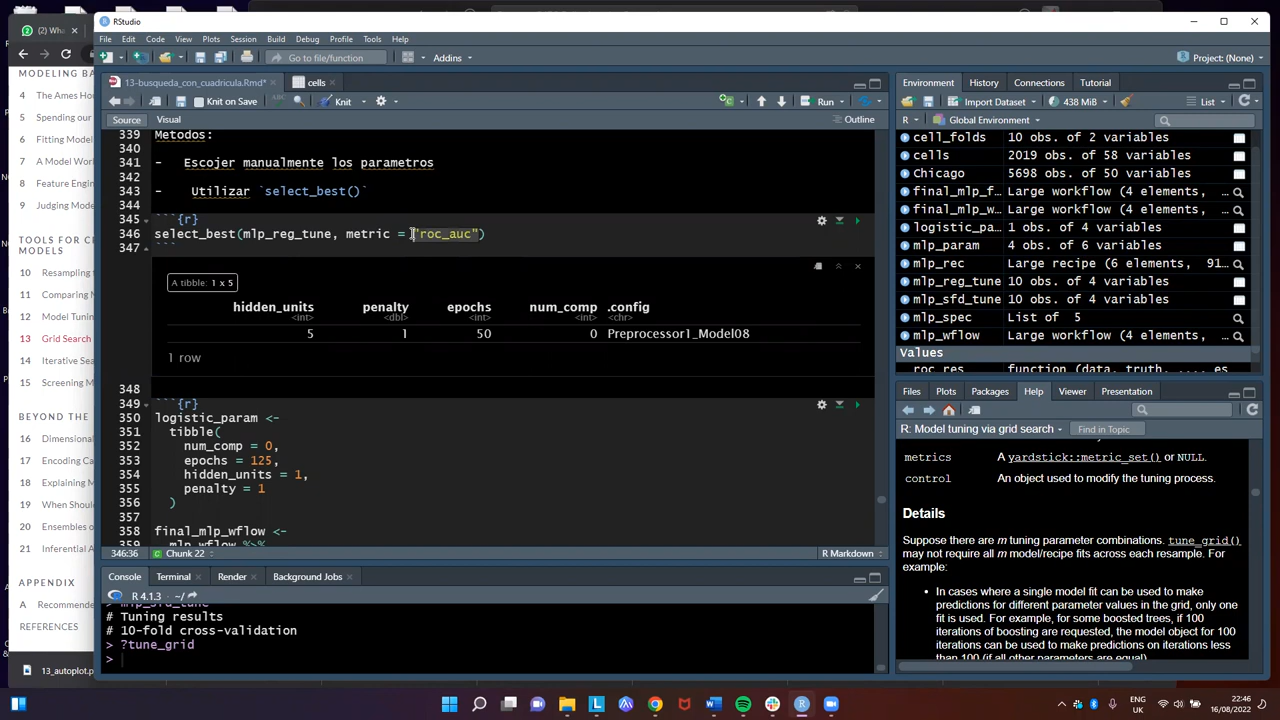 RStudio
File Edit Code View Plots Session Build Debug Profile Tools Help
Go to file/function
Addins
Project: (None)
(2) Wha
13-busqueda_con_cuadricula.Rmd*
cells
Knit on Save
Knit
Run
Source Visual
Outline
MODELING BA
4 The Ames Ho
5 Spending our
6 Fitting Model
7 A Model Work
8 Feature Engin
9 Judging Mode
TOOLS FOR C
MODELS
10 Resampling t
11 Comparing M
12 Model Tuning
13 Grid Search
14 Iterative Searc
15 Screening M
BEYOND THE
16 Dimensional
17 Encoding Ca
18 Explaining M
19 When Should
20 Ensembles o
21 Inferential A
APPENDIX
A Recommende
REFERENCES
13_autoplot.pn
339 Metodos:
340
341 - Escojer manualmente los parametros
342
343 - Utilizar `select_best()`
344
345 ```{r}
346 select_best(mlp_reg_tune, metric = "roc_auc")
347 ```
A tibble: 1 x 5
hidden_units penalty epochs num_comp .config
<int> <dbl> <int> <int> <chr>
5 1 50 0 Preprocessor1_Model08
1 row
348
349 ```{r}
350 logistic_param <-
351 tibble(
352 num_comp = 0,
353 epochs = 125,
354 hidden_units = 1,
355 penalty = 1
356 )
357
358 final_mlp_wflow <-
mlp_wflow %>%
346:36 Chunk 22
R Markdown
Console Terminal Render Background Jobs
R 4.1.3 · ~/
> mlp_sfd_tune
# Tuning results
# 10-fold cross-validation
> ?tune_grid
>
Environment History Connections Tutorial
Import Dataset 438 MiB List
R Global Environment
cell_folds 10 obs. of 2 variables
cells 2019 obs. of 58 variables
Chicago 5698 obs. of 50 variables
final_mlp_f… Large workflow (4 elements, …
final_mlp_w… Large workflow (4 elements, …
logistic_pa… 1 obs. of 4 variables
mlp_param 4 obs. of 6 variables
mlp_rec Large recipe (6 elements, 91…
mlp_reg_tune 10 obs. of 4 variables
mlp_sfd_tune 10 obs. of 4 variables
mlp_spec List of 5
mlp_wflow Large workflow (4 elements, …
Values
roc_res function (data, truth, ..., es…
Files Plots Packages Help Viewer Presentation
R: Model tuning via grid search
Find in Topic
metrics A yardstick::metric_set() or NULL.
control An object used to modify the tuning process.
Details
Suppose there are m tuning parameter combinations. tune_grid()
may not require all m model/recipe fits across each resample. For
example:
• In cases where a single model fit can be used to make
predictions for different parameter values in the grid, only one
fit is used. For example, for some boosted trees, if 100
iterations of boosting are requested, the model object for 100
iterations can be used to make predictions on iterations less
than 100 (if all other parameters are equal).
ENG
UK
22:46
16/08/2022